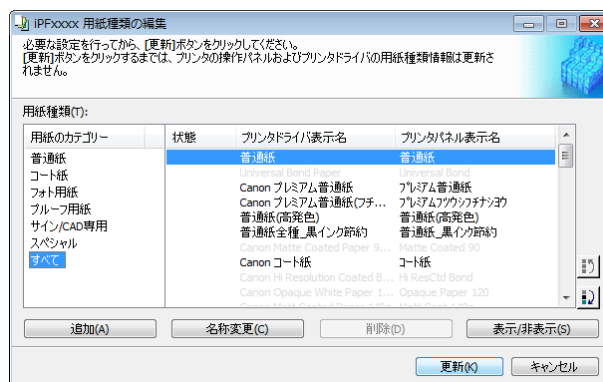 iPFxxxx 用紙種類の編集
必要な設定を行ってから、[更新]ボタンをクリックしてください。
[更新]ボタンをクリックするまでは、プリンタの操作パネルおよびプリンタドライバの用紙種類情報は更新さ
れません。
用紙種類(T):
用紙のカテゴリー 状態 プリンタドライバ表示名 プリンタパネル表示名
普通紙
コート紙
フォト用紙
プルーフ用紙
サイン/CAD専用
スペシャル
すべて
普通紙 普通紙
Universal Bond Paper Universal Bond
Canon プレミアム普通紙 プレミアム普通紙
Canon プレミアム普通紙(フチ... プレミアムフツウシフチナシヨウ
普通紙(高発色) 普通紙(高発色)
普通紙全種_黒インク節約 普通紙_黒インク節約
Canon Matte Coated Paper 9... Matte Coated 90
Canon コート紙 コート紙
Canon Hi Resolution Coated B... Hi ResCtd Bond
Canon Opaque White Paper 1... Opaque Paper 120
Canon Matt Coated Paper 140g Matt Coat 140g
追加(A) 名称変更(C) 削除(D) 表示/非表示(S)
更新(K) キャンセル